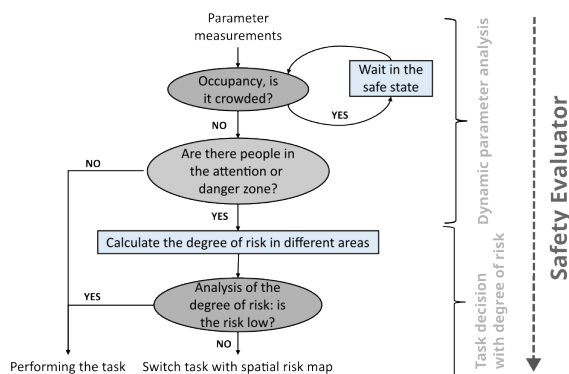 Parameter
measurements
Occupancy, is
it crowded?
Wait in the
safe state
YES
NO
Are there people in
the attention or
danger zone?
NO
YES
Calculate the degree of risk in different areas
Analysis of the
degree of risk: is
the risk low?
YES
NO
Performing the task
Switch task with spatial risk map
Dynamic parameter analysis
Task decision
with degree of risk
Safety Evaluator